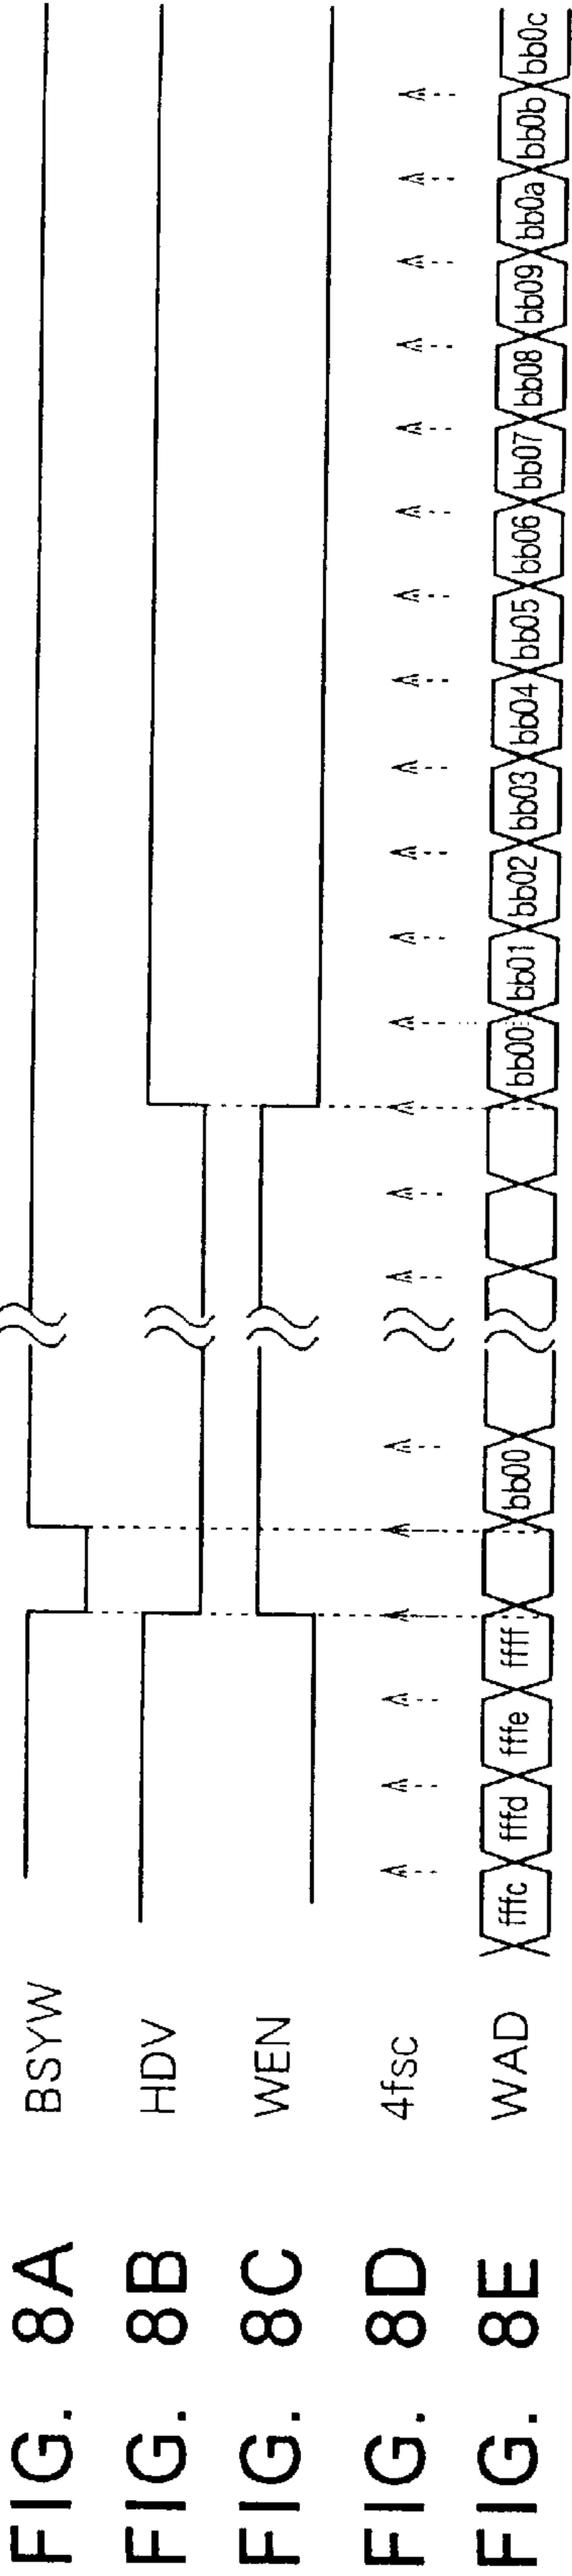 FIG. 8A BSYW
FIG. 8B HDV
FIG. 8C WEN
FIG. 8D 4fsc
FIG. 8E WAD fffc fffd fffe ffff bb00 bb00 bb01 bb02 bb03 bb04 bb05 bb06 bb07 bb08 bb09 bb0a bb0b bb0c